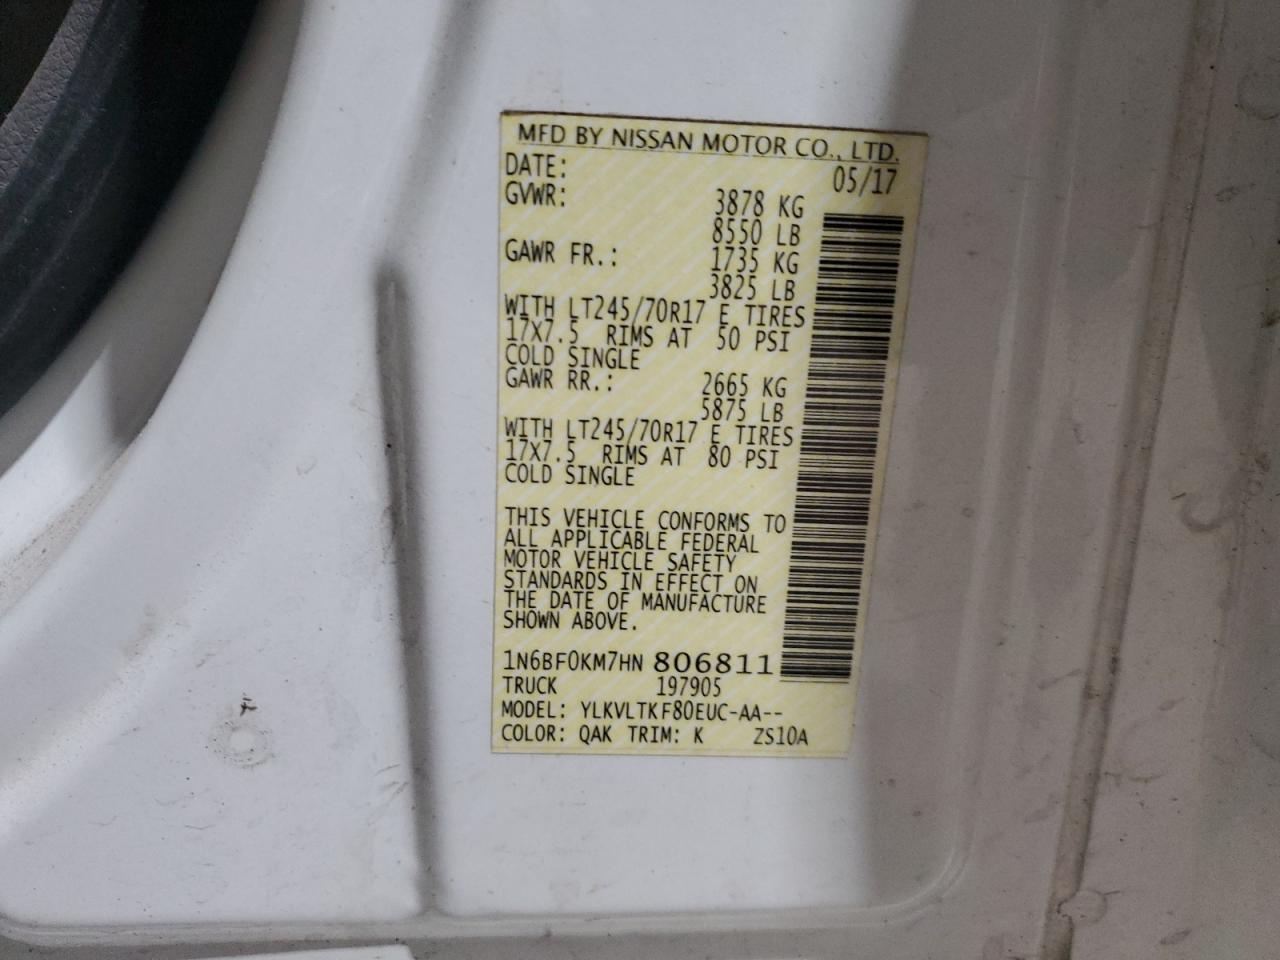 MFD BY NISSAN MOTOR CO., LTD.
DATE: 05/17
GVWR: 3878 KG
8550 LB
GAWR FR.: 1735 KG
3825 LB
WITH LT245/70R17 E TIRES
17X7.5 RIMS AT 50 PSI
COLD SINGLE
GAWR RR.: 2665 KG
5875 LB
WITH LT245/70R17 E TIRES
17X7.5 RIMS AT 80 PSI
COLD SINGLE
THIS VEHICLE CONFORMS TO
ALL APPLICABLE FEDERAL
MOTOR VEHICLE SAFETY
STANDARDS IN EFFECT ON
THE DATE OF MANUFACTURE
SHOWN ABOVE.
1N6BF0KM7HN 806811
TRUCK 197905
MODEL: YLKVLTKF80EUC-AA--
COLOR: QAK TRIM: K ZS10A